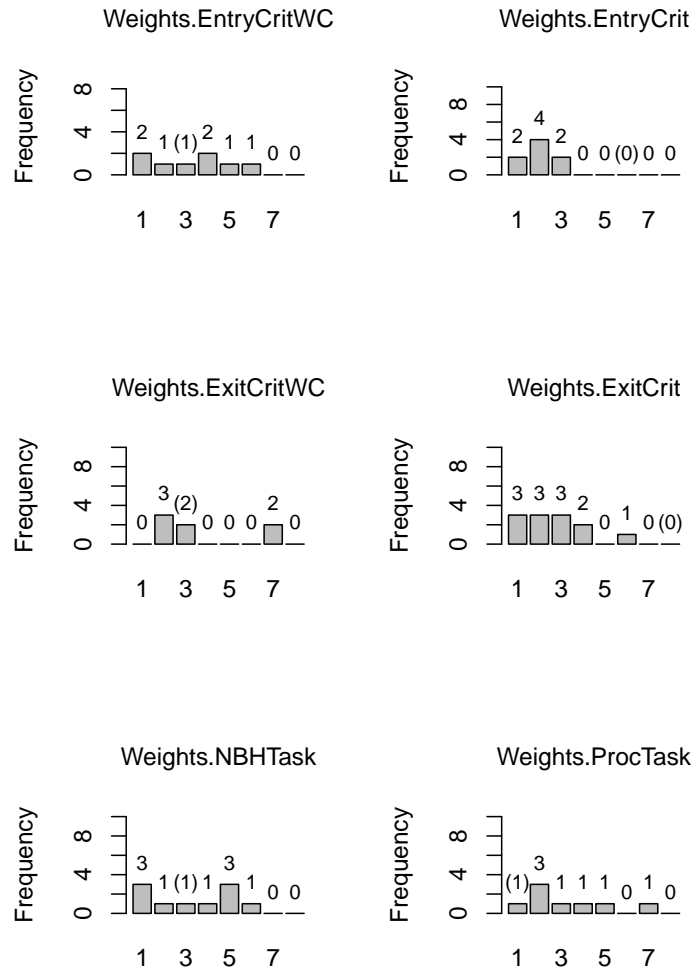 Weights.EntryCritWC
Frequency
0 4 8
2 1 (1) 2 1 1 0 0
1 3 5 7
Weights.EntryCrit
Frequency
0 4 8
2 4 2 0 0 (0) 0 0
1 3 5 7
Weights.ExitCritWC
Frequency
0 4 8
0 3 (2) 0 0 0 2 0
1 3 5 7
Weights.ExitCrit
Frequency
0 4 8
3 3 3 2 0 1 0 (0)
1 3 5 7
Weights.NBHTask
Frequency
0 4 8
3 1 (1) 1 3 1 0 0
1 3 5 7
Weights.ProcTask
Frequency
0 4 8
(1) 3 1 1 1 0 1 0
1 3 5 7